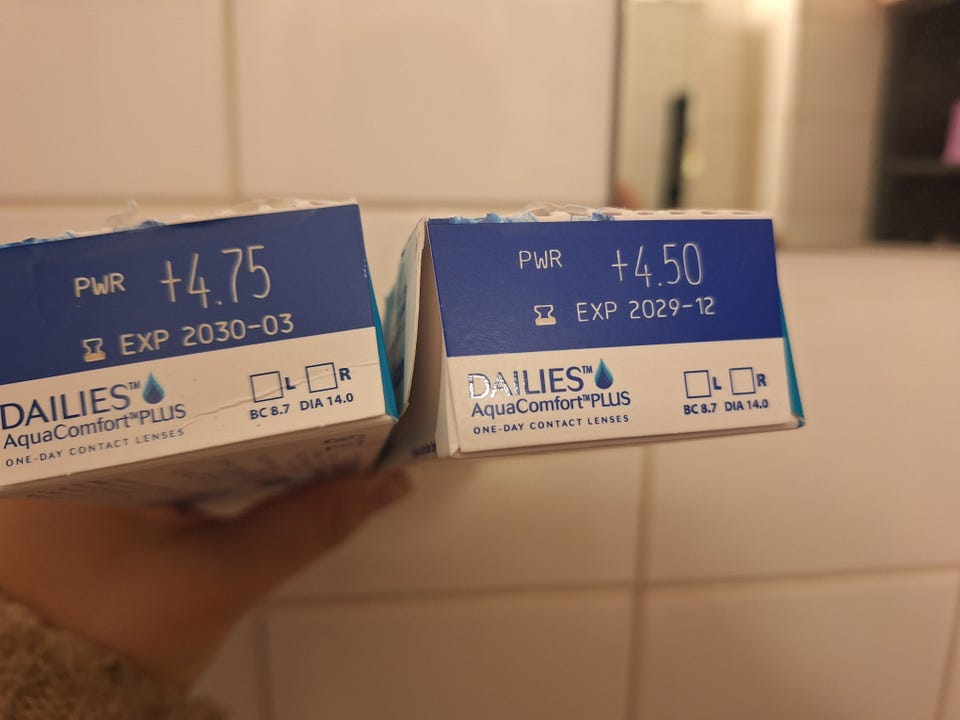 PWR +4.75
EXP 2030-03
DAILIES™
AquaComfort™PLUS
ONE-DAY CONTACT LENSES
L R
BC 8.7 DIA 14.0
PWR +4.50
EXP 2029-12
DAILIES™
AquaComfort™PLUS
ONE-DAY CONTACT LENSES
L R
BC 8.7 DIA 14.0